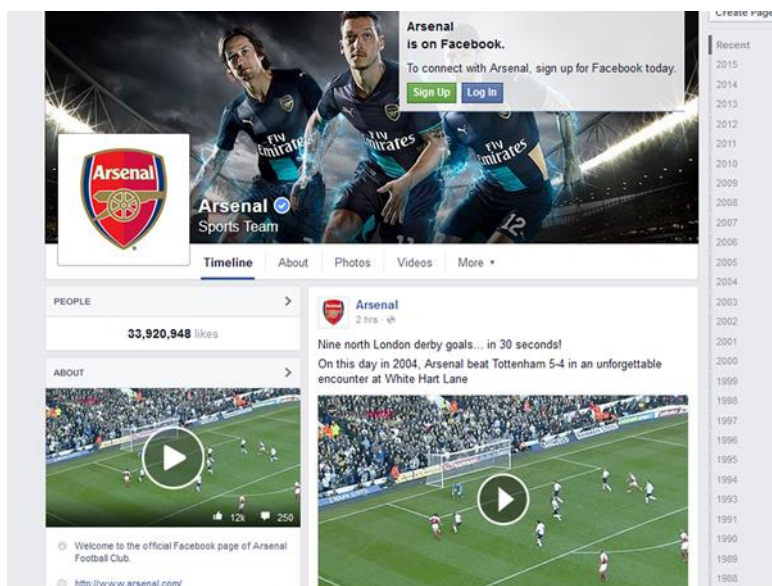 Create Page
Arsenal
is on Facebook.
To connect with Arsenal, sign up for Facebook today.
Sign Up
Log In
Fly
Emirates
Fly
Emirates
Fly
Emirates
12
Arsenal
Arsenal
Sports Team
Timeline
About
Photos
Videos
More
PEOPLE
33,920,948 likes
ABOUT
12k
250
Welcome to the official Facebook page of Arsenal
Football Club.
http://www.arsenal.com/
Arsenal
2 hrs
Nine north London derby goals... in 30 seconds!
On this day in 2004, Arsenal beat Tottenham 5-4 in an unforgettable
encounter at White Hart Lane
Recent
2015
2014
2013
2012
2011
2010
2009
2008
2007
2006
2005
2004
2003
2002
2001
2000
1999
1998
1997
1996
1995
1994
1993
1991
1990
1989
1988